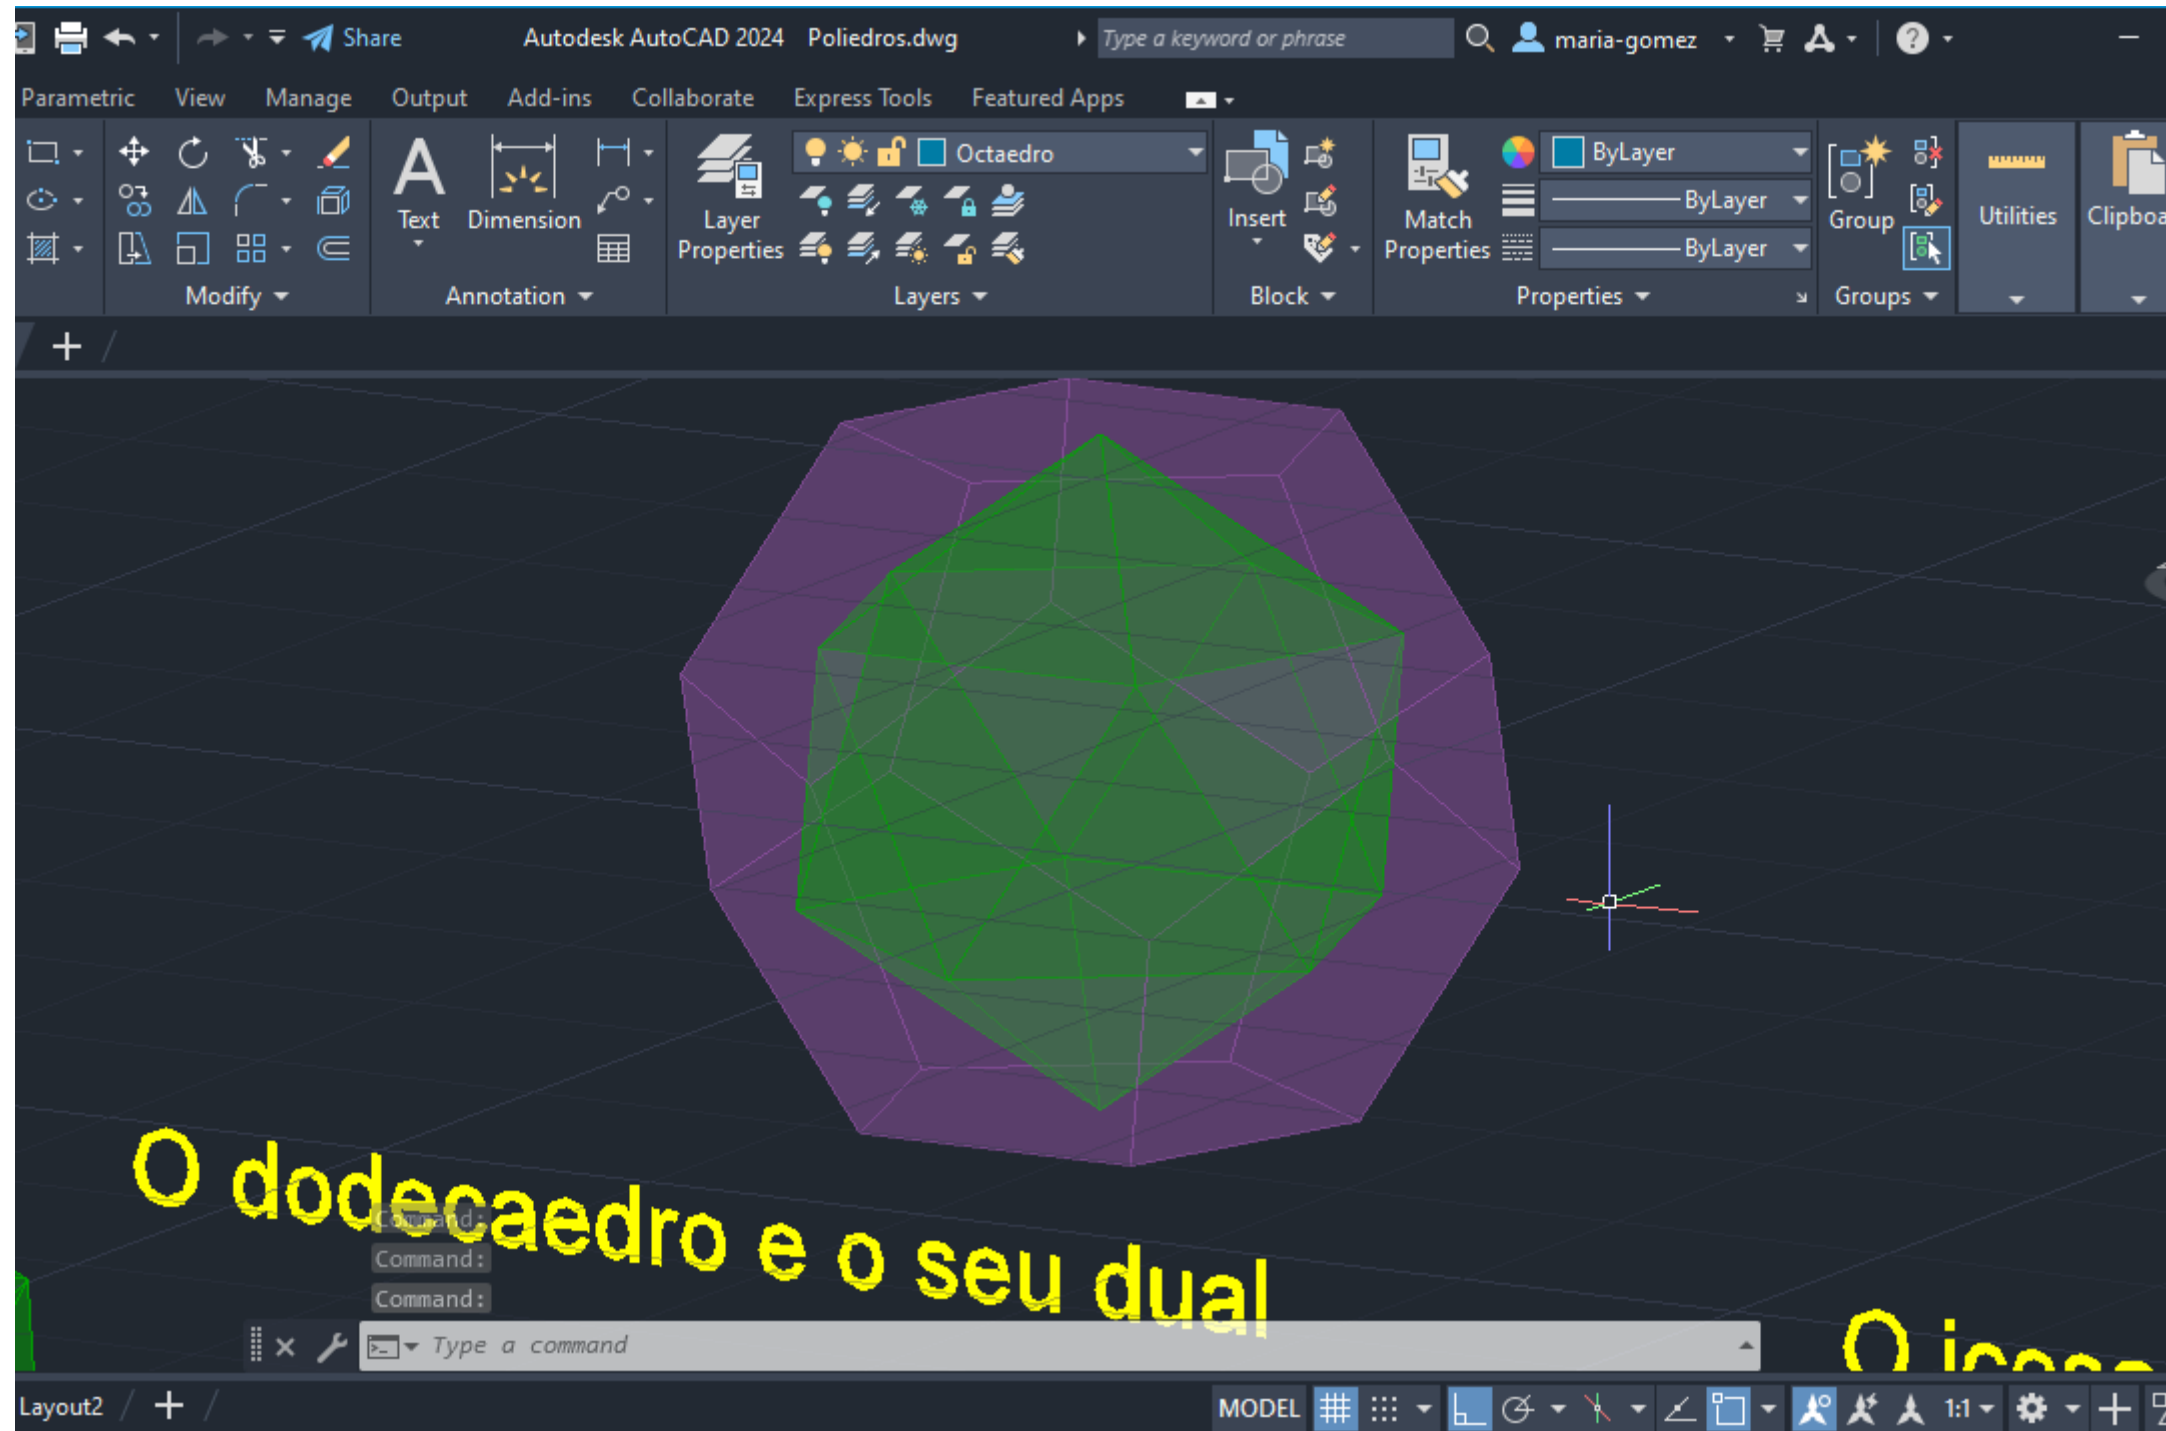 Share Autodesk AutoCAD 2024 Poliedros.dwg Type a keyword or phrase maria-gomez
Parametric View Manage Output Add-ins Collaborate Express Tools Featured Apps
Octaedro ByLayer
Text Dimension Layer Properties Insert Match Properties ByLayer Group Utilities
ByLayer
Modify Annotation Layers Block Properties Groups
O dodecaedro e o seu dual
Command:
Command:
Command:
Type a command
Layout2 MODEL 1:1